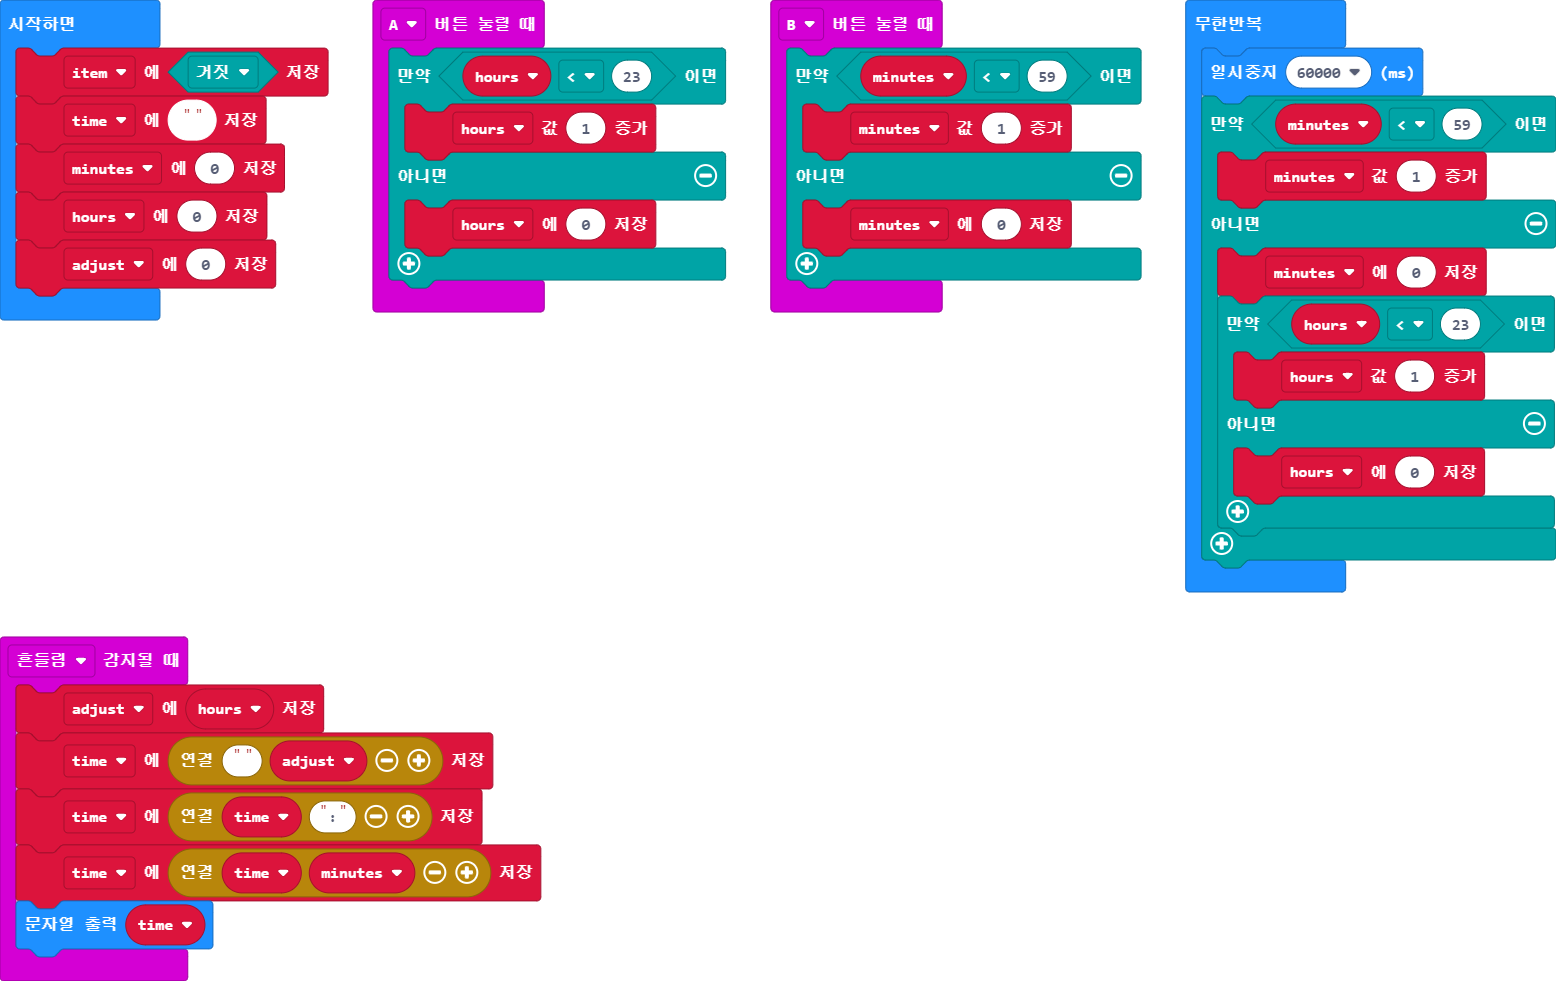 시작하면
item 에 거짓 저장
time 에 " " 저장
minutes 에 0 저장
hours 에 0 저장
adjust 에 0 저장
A 버튼 눌릴 때
만약 hours < 23 이면
hours 값 1 증가
아니면
hours 에 0 저장
B 버튼 눌릴 때
만약 minutes < 59 이면
minutes 값 1 증가
아니면
minutes 에 0 저장
무한반복
일시중지 60000 (ms)
만약 minutes < 59 이면
minutes 값 1 증가
아니면
minutes 에 0 저장
만약 hours < 23 이면
hours 값 1 증가
아니면
hours 에 0 저장
흔들림 감지될 때
adjust 에 hours 저장
time 에 연결 " " adjust 저장
time 에 연결 time ":" 저장
time 에 연결 time minutes 저장
문자열 출력 time